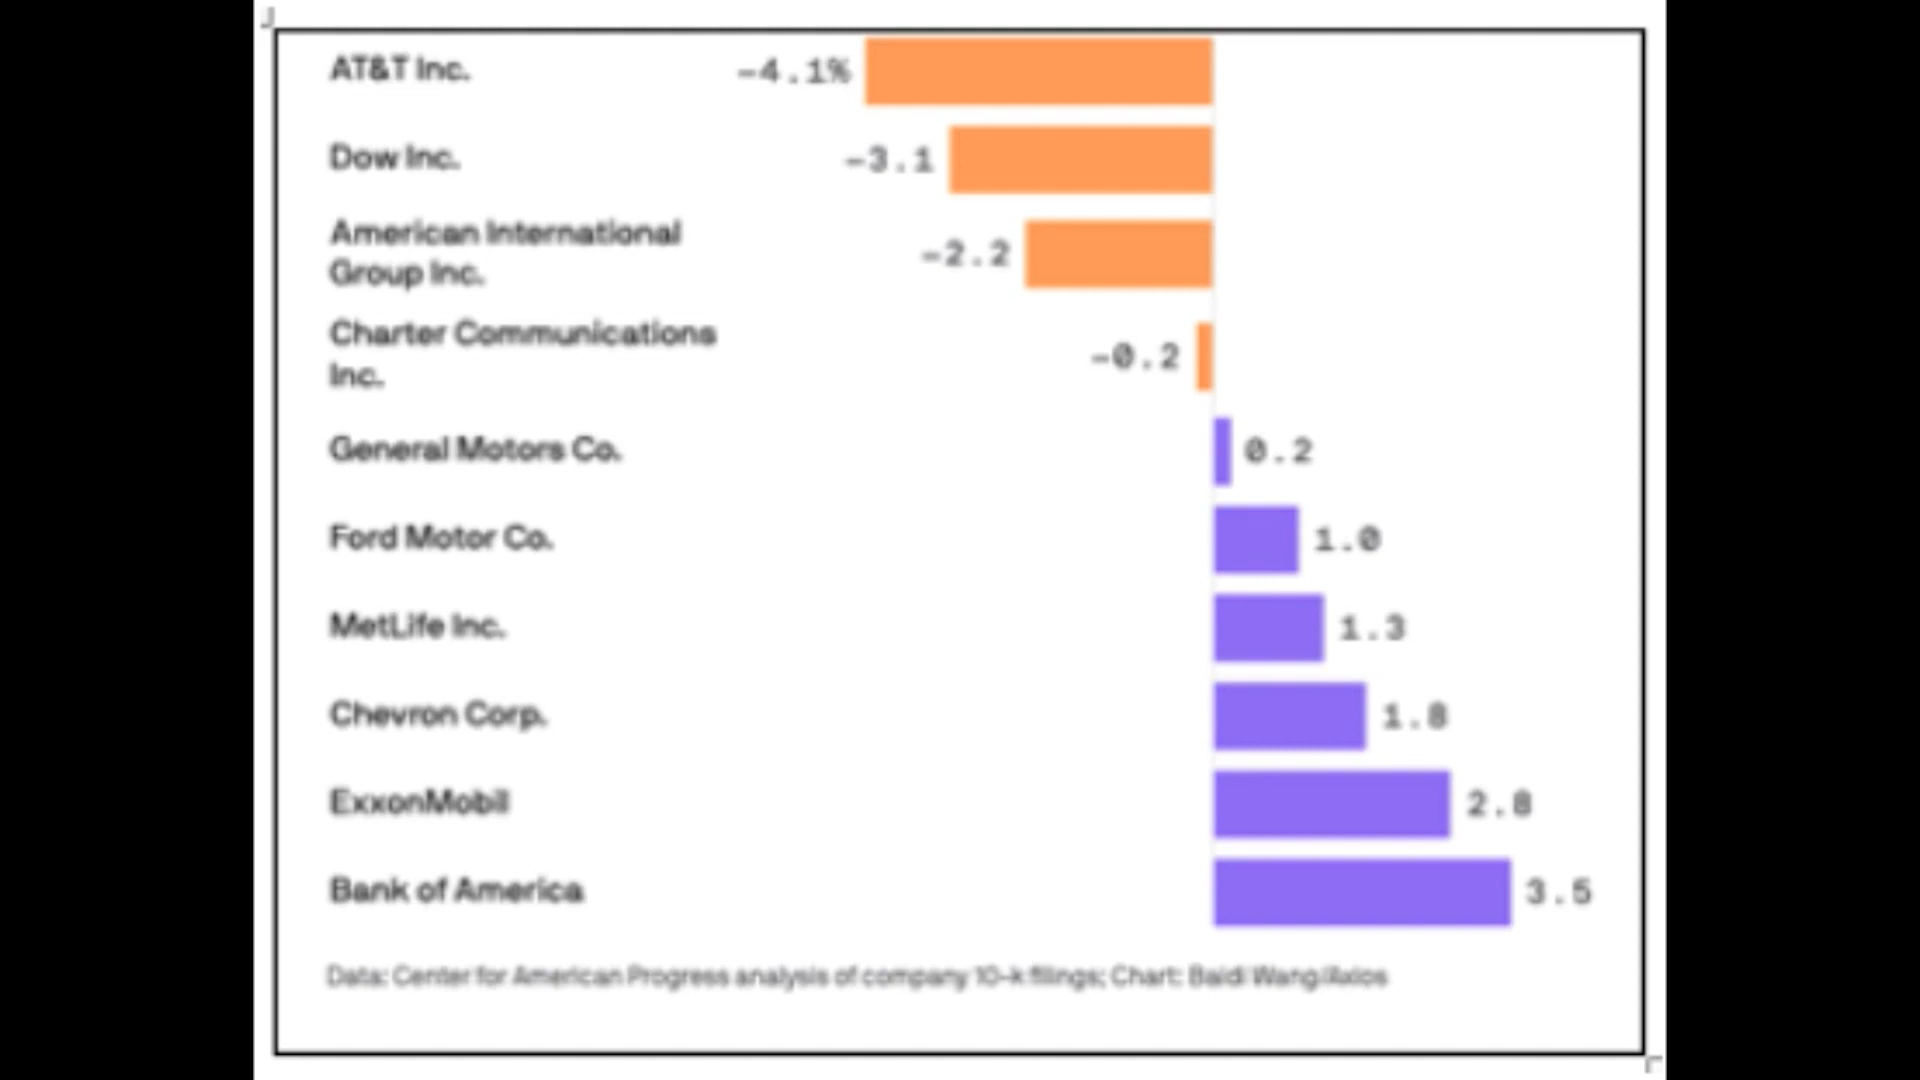 AT&T Inc. -4.1%
Dow Inc. -3.1
American International
Group Inc. -2.2
Charter Communications
Inc. -0.2
General Motors Co. 0.2
Ford Motor Co. 1.0
MetLife Inc. 1.3
Chevron Corp. 1.8
ExxonMobil 2.8
Bank of America 3.5
Data: Center for American Progress analysis of company 10-k filings; Chart: Baidi Wang/Axios